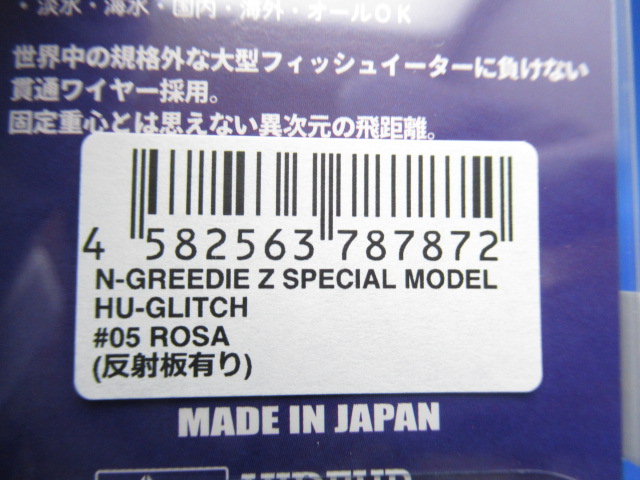 ・淡水・海水・国内・海外・オールOK
世界中の規格外な大型フィッシュイーターに負けない
貫通ワイヤー採用。
固定重心とは思えない異次元の飛距離。
4 582563 787872
N-GREEDIE Z SPECIAL MODEL
HU-GLITCH
#05 ROSA
(反射板有り)
MADE IN JAPAN